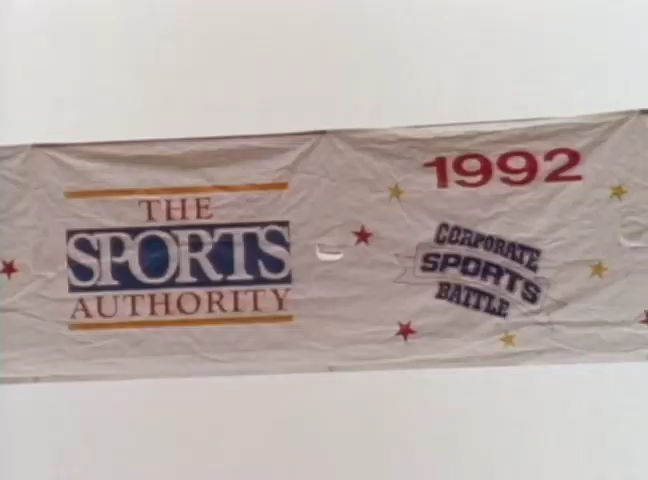 THE
SPORTS
AUTHORITY
1992
CORPORATE
SPORTS
BATTLE